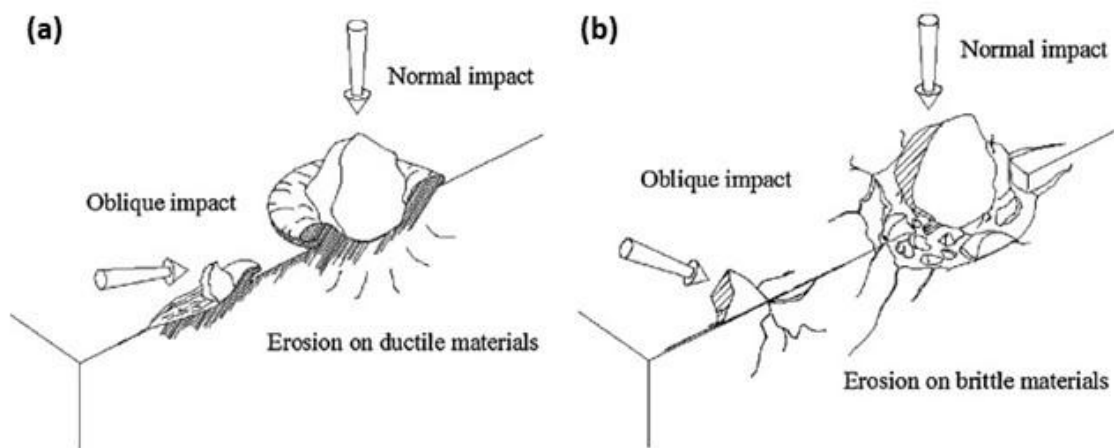 (a)
Normal impact
Oblique impact
Erosion on ductile materials
(b)
Normal impact
Oblique impact
Erosion on brittle materials